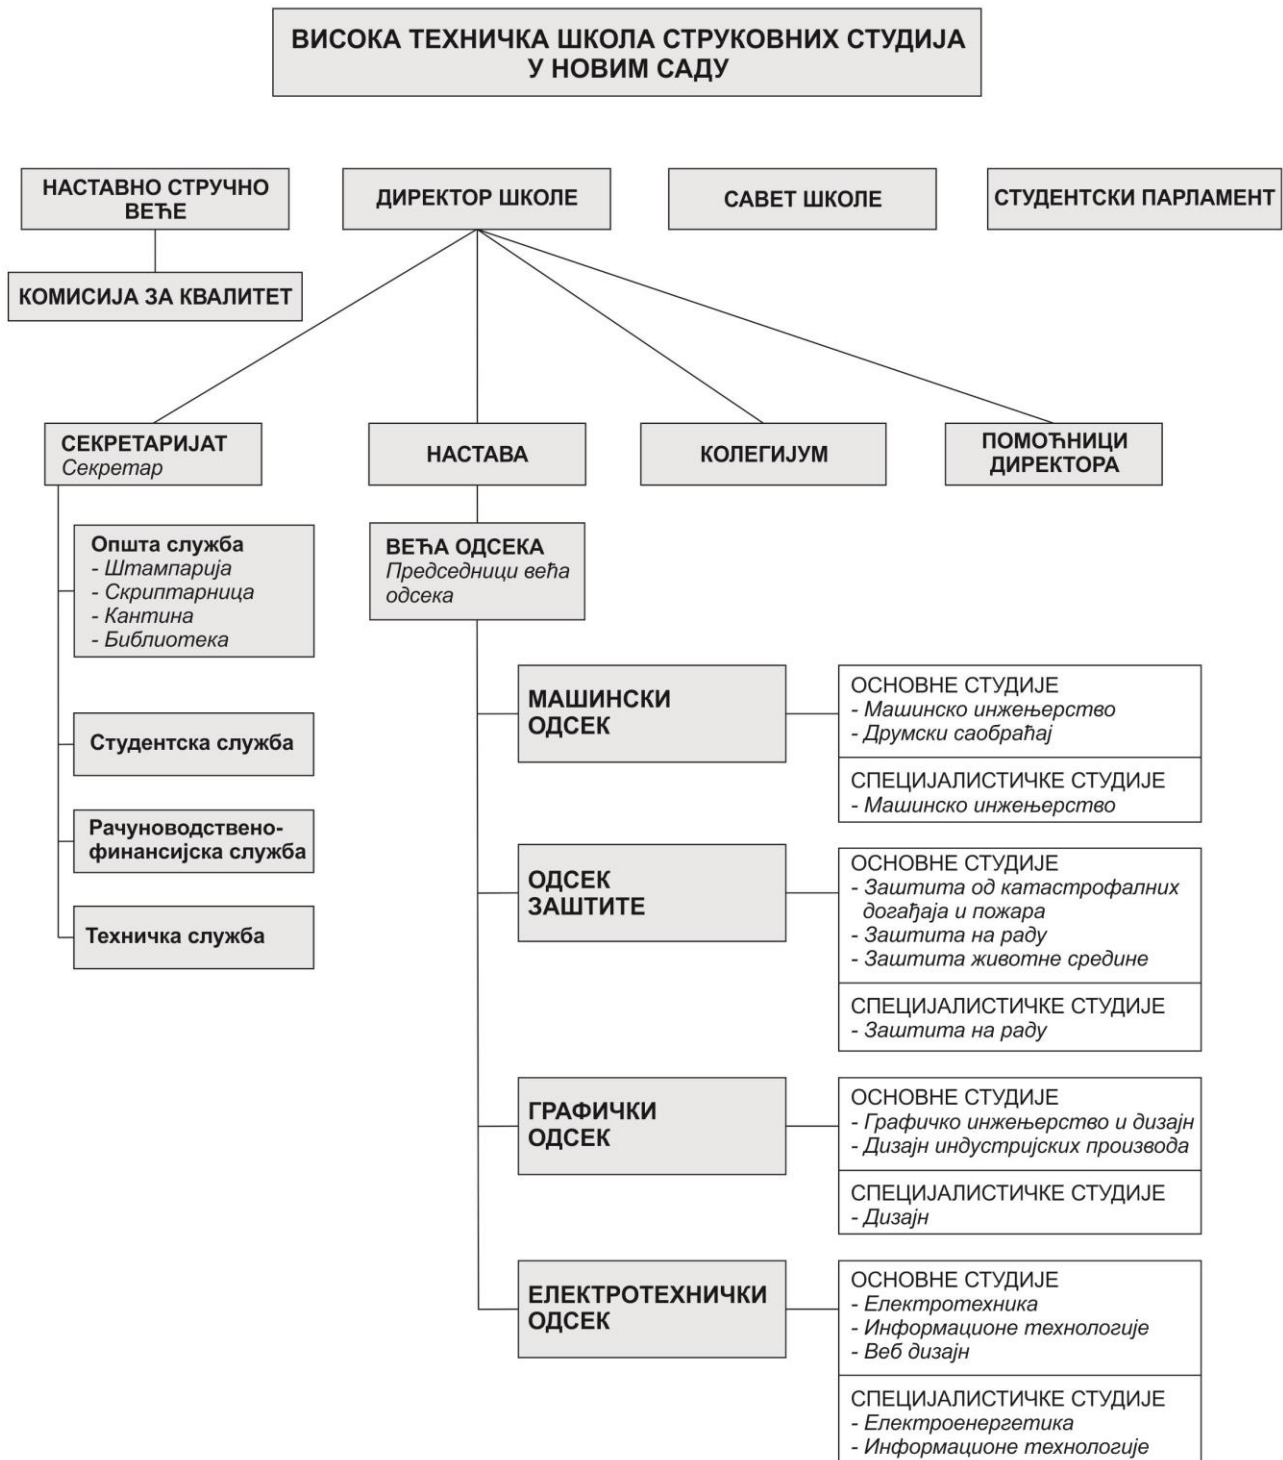 ВИСОКА ТЕХНИЧКА ШКОЛА СТРУКОВНИХ СТУДИЈА
У НОВИМ САДУ
НАСТАВНО СТРУЧНО
ВЕЋЕ
ДИРЕКТОР ШКОЛЕ
САВЕТ ШКОЛЕ
СТУДЕНТСКИ ПАРЛАМЕНТ
КОМИСИЈА ЗА КВАЛИТЕТ
СЕКРЕТАРИЈАТ
Секретар
НАСТАВА
КОЛЕГИЈУМ
ПОМОЋНИЦИ
ДИРЕКТОРА
Општа служба
- Штампарија
- Скриптарница
- Кантина
- Библиотека
Студентска служба
Рачуноводствено-
финансијска служба
Техничка служба
ВЕЋА ОДСЕКА
Председници већа
одсека
МАШИНСКИ
ОДСЕК
ОСНОВНЕ СТУДИЈЕ
- Машинско инжењерство
- Друмски саобраћај
СПЕЦИЈАЛИСТИЧКЕ СТУДИЈЕ
- Машинско инжењерство
ОДСЕК
ЗАШТИТЕ
ОСНОВНЕ СТУДИЈЕ
- Заштита од катастрофалних
догађаја и пожара
- Заштита на раду
- Заштита животне средине
СПЕЦИЈАЛИСТИЧКЕ СТУДИЈЕ
- Заштита на раду
ГРАФИЧКИ
ОДСЕК
ОСНОВНЕ СТУДИЈЕ
- Графичко инжењерство и дизајн
- Дизајн индустријских производа
СПЕЦИЈАЛИСТИЧКЕ СТУДИЈЕ
- Дизајн
ЕЛЕКТРОТЕХНИЧКИ
ОДСЕК
ОСНОВНЕ СТУДИЈЕ
- Електротехника
- Информационе технологије
- Веб дизајн
СПЕЦИЈАЛИСТИЧКЕ СТУДИЈЕ
- Електроенергетика
- Информационе технологије